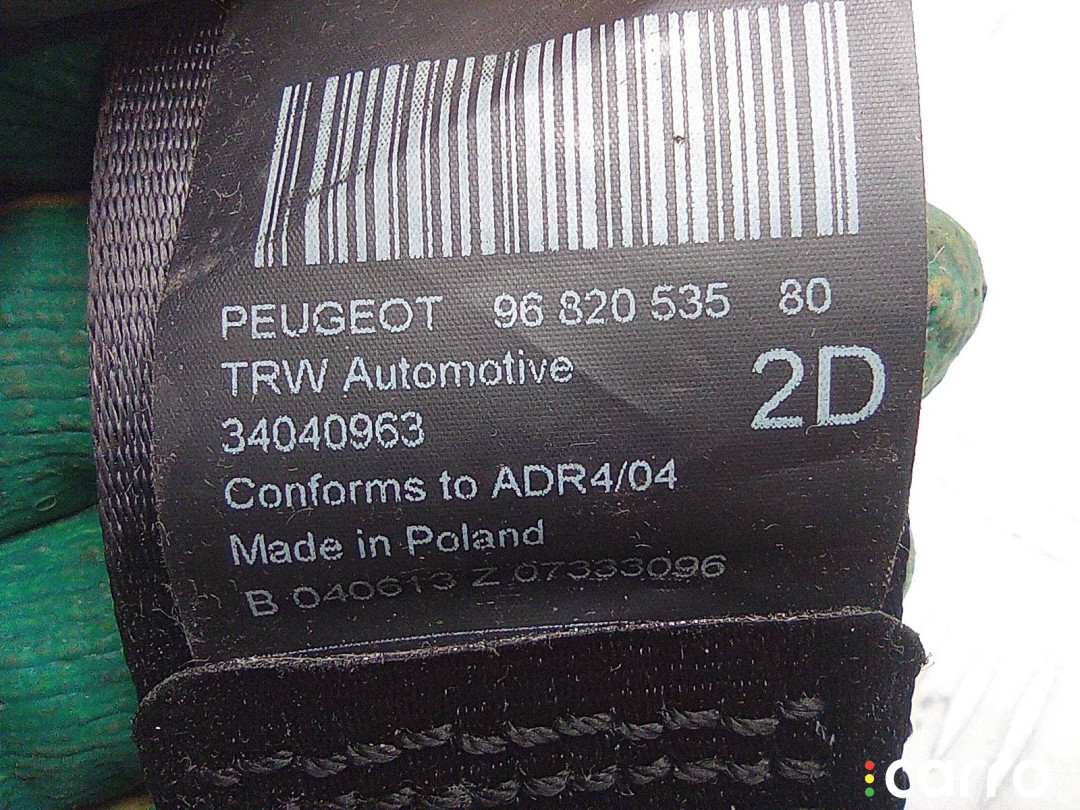 PEUGEOT 96 820 535 80
TRW Automotive
2D
34040963
Conforms to ADR4/04
Made in Poland
B 040613 Z 07333096
carro